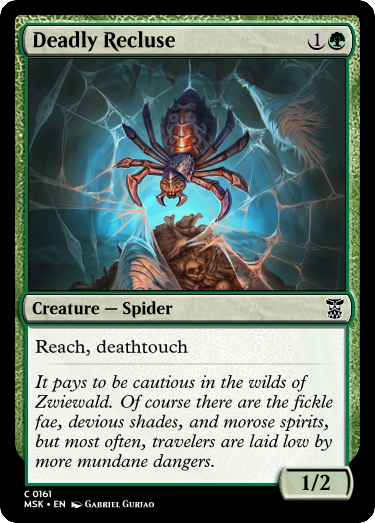 Deadly Recluse 1
Creature — Spider
Reach, deathtouch
It pays to be cautious in the wilds of
Zwiewald. Of course there are the fickle
fae, devious shades, and morose spirits,
but most often, travelers are laid low by
more mundane dangers.
1/2
C 0161
MSK • EN Gabriel Gurjao